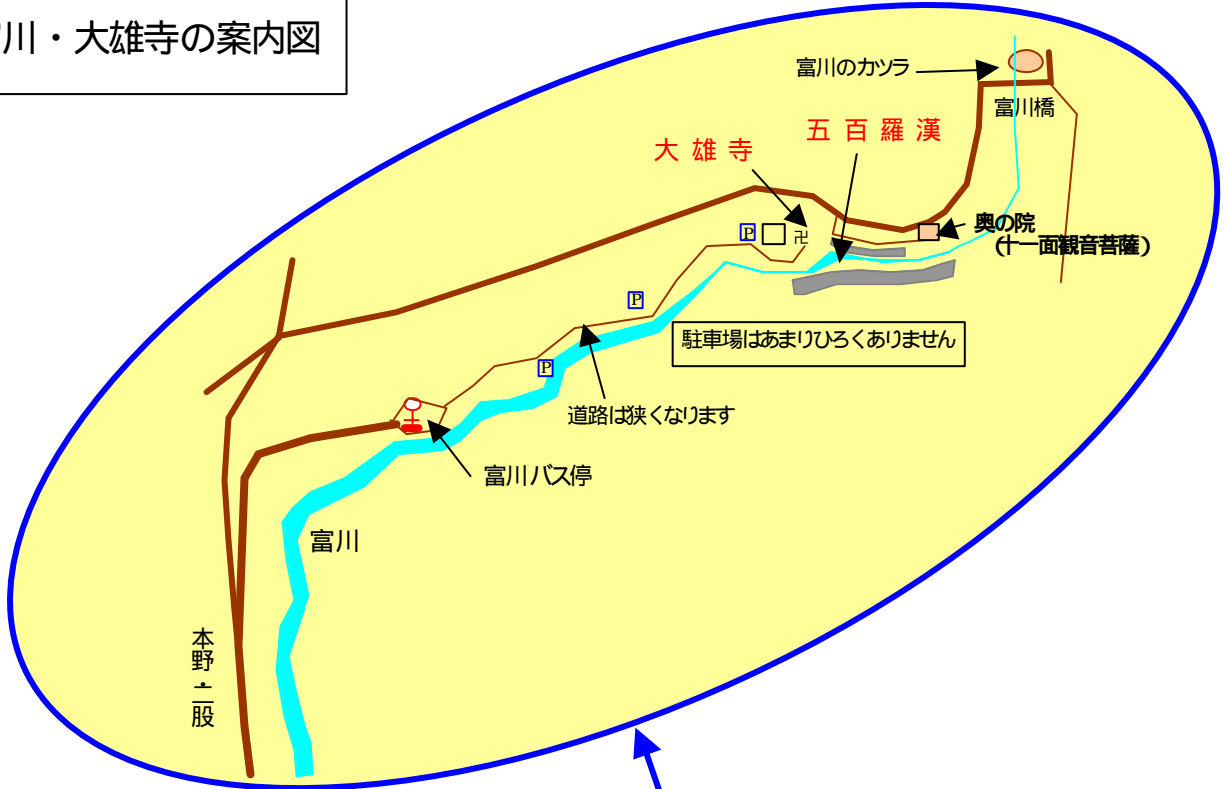 川・大雄寺の案内図
富川のカツラ
富川橋
五百羅漢
大雄寺
奥の院
(十一面観音菩薩)
P
卍
P
駐車場はあまりひろくありません
P
道路は狭くなります
富川バス停
富川
本野・二股